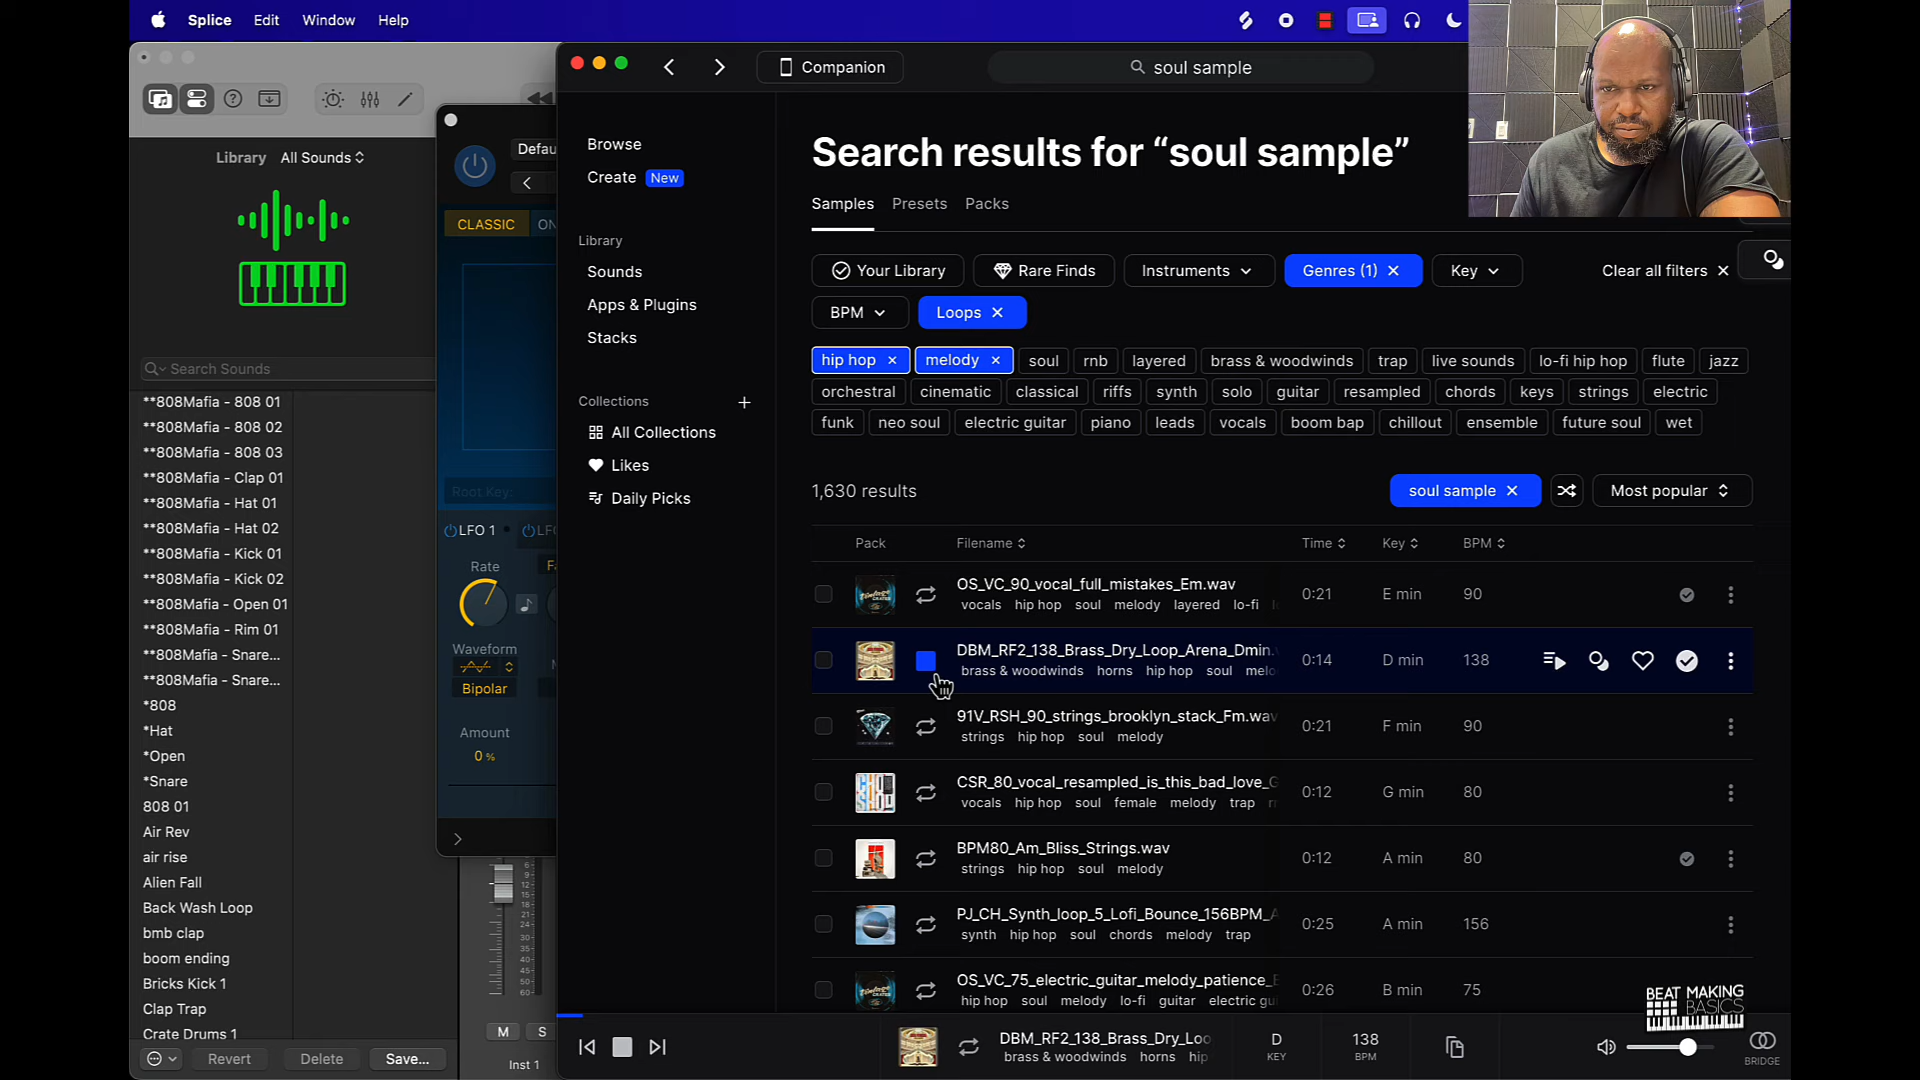 Splice Edit Window Help
Companion
soul sample
Library All Sounds
Search Sounds
**808Mafia - 808 01
**808Mafia - 808 02
**808Mafia - 808 03
**808Mafia - Clap 01
**808Mafia - Hat 01
**808Mafia - Hat 02
**808Mafia - Kick 01
**808Mafia - Kick 02
**808Mafia - Open 01
**808Mafia - Rim 01
**808Mafia - Snare...
**808Mafia - Snare...
*808
*Hat
*Open
*Snare
808 01
Air Rev
air rise
Alien Fall
Back Wash Loop
bmb clap
boom ending
Bricks Kick 1
Clap Trap
Crate Drums 1
Revert Delete Save...
Defau
CLASSIC ON
Root Key:
LFO 1 LF
Rate
Waveform
Bipolar
Amount
0 %
M S
Inst 1
Browse
Create New
Library
Sounds
Apps & Plugins
Stacks
Collections +
All Collections
Likes
Daily Picks
Search results for “soul sample”
Samples Presets Packs
Your Library Rare Finds Instruments Genres (1) Key Clear all filters
BPM Loops
hip hop melody soul rnb layered brass & woodwinds trap live sounds lo-fi hip hop flute jazz
orchestral cinematic classical riffs synth solo guitar resampled chords keys strings electric
funk neo soul electric guitar piano leads vocals boom bap chillout ensemble future soul wet
1,630 results soul sample Most popular
Pack Filename Time Key BPM
OS_VC_90_vocal_full_mistakes_Em.wav
vocals hip hop soul melody layered lo-fi
0:21 E min 90
DBM_RF2_138_Brass_Dry_Loop_Arena_Dmin.
brass & woodwinds horns hip hop soul melo
0:14 D min 138
91V_RSH_90_strings_brooklyn_stack_Fm.wav
strings hip hop soul melody
0:21 F min 90
CSR_80_vocal_resampled_is_this_bad_love_G
vocals hip hop soul female melody trap
0:12 G min 80
BPM80_Am_Bliss_Strings.wav
strings hip hop soul melody
0:12 A min 80
PJ_CH_Synth_loop_5_Lofi_Bounce_156BPM_A
synth hip hop soul chords melody trap
0:25 A min 156
OS_VC_75_electric_guitar_melody_patience_
hip hop soul melody lo-fi guitar electric gui
0:26 B min 75
BEAT MAKING
BASICS
DBM_RF2_138_Brass_Dry_Loo
brass & woodwinds horns hip
D
KEY
138
BPM
BRIDGE